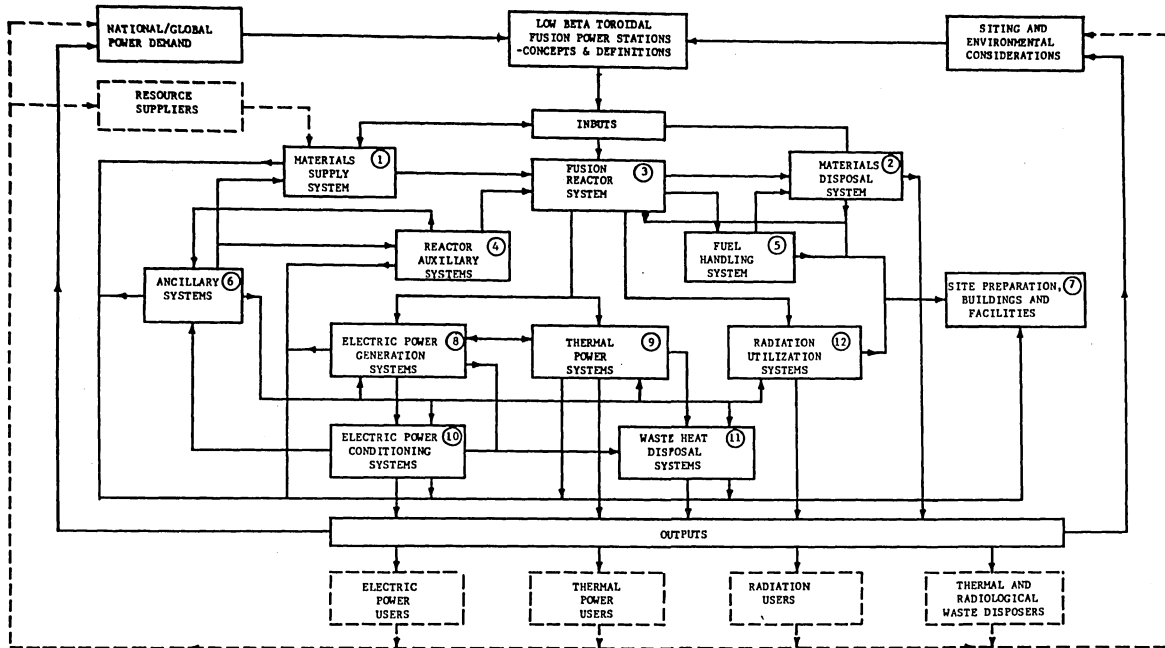 NATIONAL/GLOBAL
POWER DEMAND
LOW BETA TOROIDAL
FUSION POWER STATIONS
-CONCEPTS & DEFINITIONS
SITING AND
ENVIRONMENTAL
CONSIDERATIONS
RESOURCE
SUPPLIERS
INBUTS
MATERIALS
SUPPLY
SYSTEM
1
FUSION
REACTOR
SYSTEM
3
MATERIALS
DISPOSAL
SYSTEM
2
REACTOR
AUXILIARY
SYSTEMS
4
FUEL
HANDLING
SYSTEM
5
ANCILLARY
SYSTEMS
6
SITE PREPARATION,
BUILDINGS AND
FACILITIES
7
ELECTRIC POWER
GENERATION
SYSTEMS
8
THERMAL
POWER
SYSTEMS
9
RADIATION
UTILIZATION
SYSTEMS
12
ELECTRIC POWER
CONDITIONING
SYSTEMS
10
WASTE HEAT
DISPOSAL
SYSTEMS
11
OUTPUTS
ELECTRIC
POWER
USERS
THERMAL
POWER
USERS
RADIATION
USERS
THERMAL AND
RADIOLOGICAL
WASTE DISPOSERS